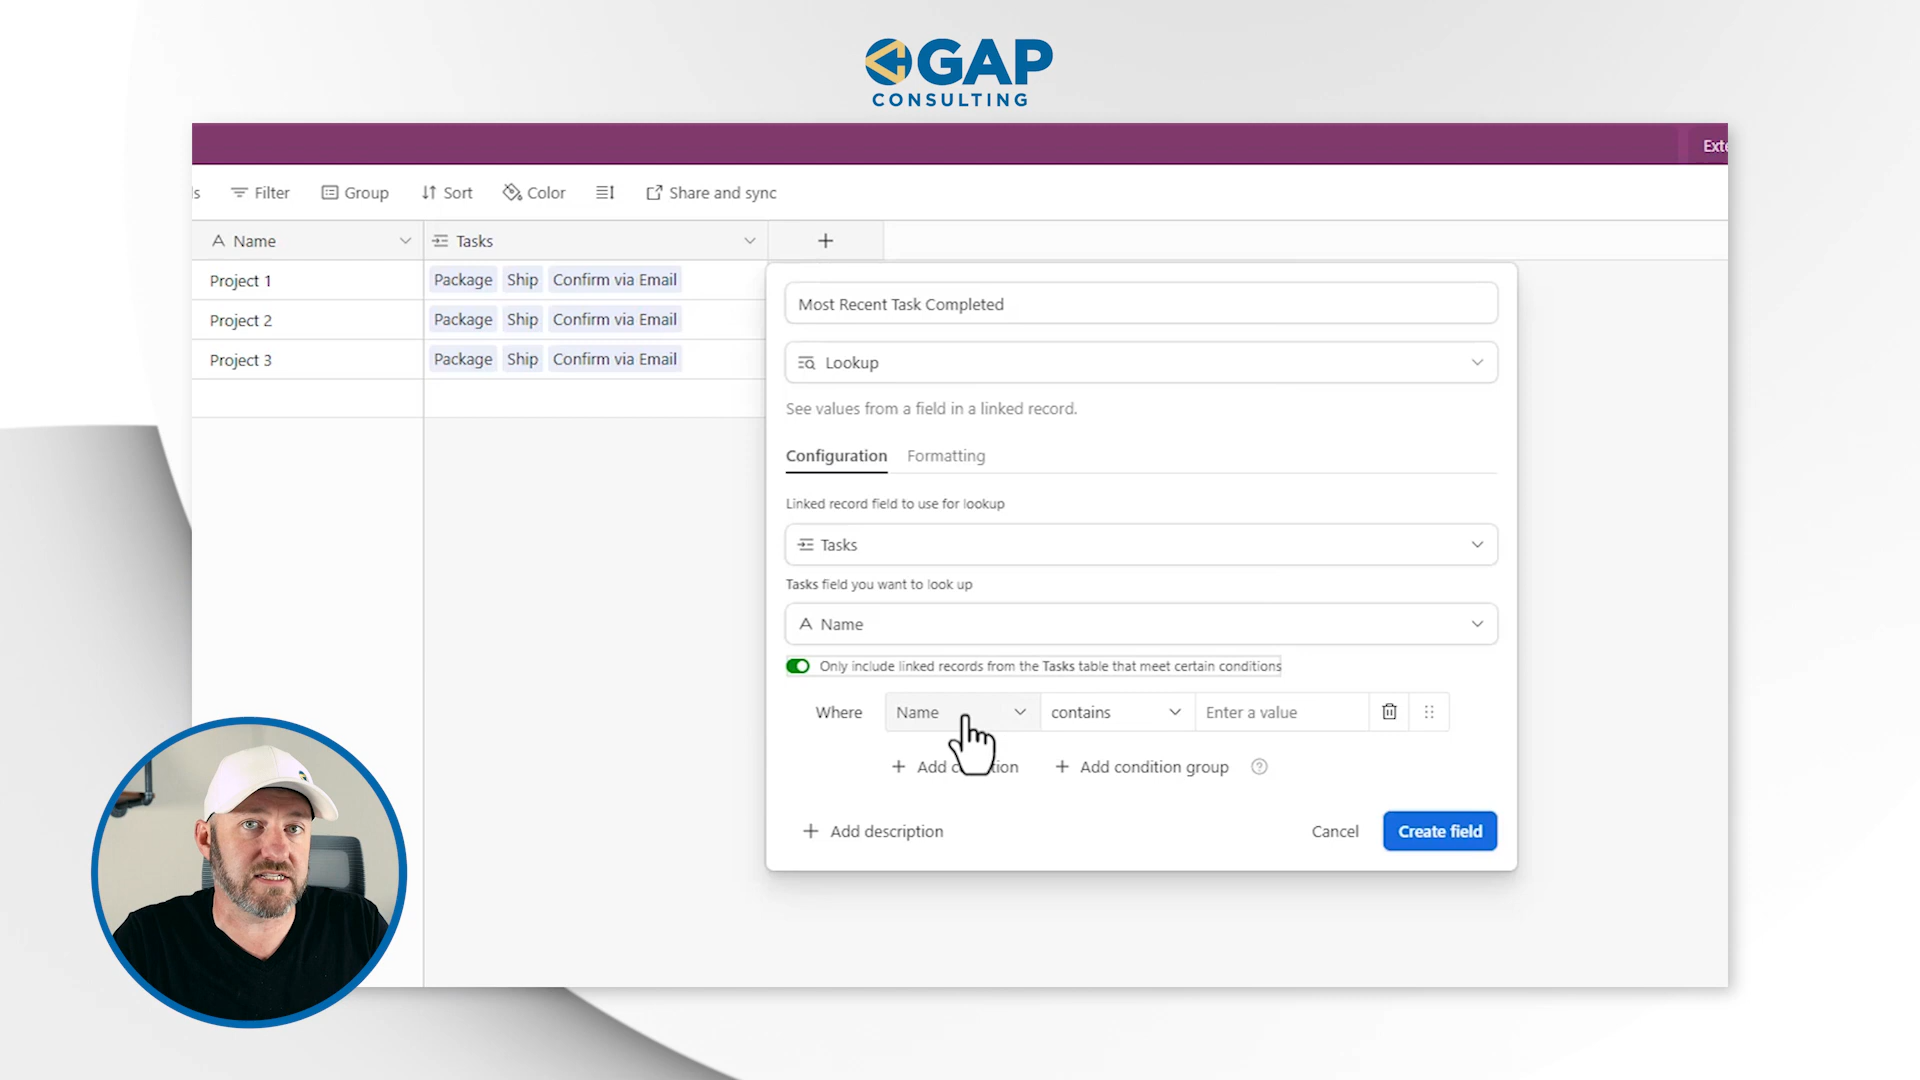 GAP
CONSULTING
Exte
s Filter Group Sort Color Share and sync
Name Tasks
Project 1 Package Ship Confirm via Email
Project 2 Package Ship Confirm via Email
Project 3 Package Ship Confirm via Email
Most Recent Task Completed
Lookup
See values from a field in a linked record.
Configuration Formatting
Linked record field to use for lookup
Tasks
Tasks field you want to look up
Name
Only include linked records from the Tasks table that meet certain conditions
Where Name contains Enter a value
+ Add condition + Add condition group ?
+ Add description Cancel Create field